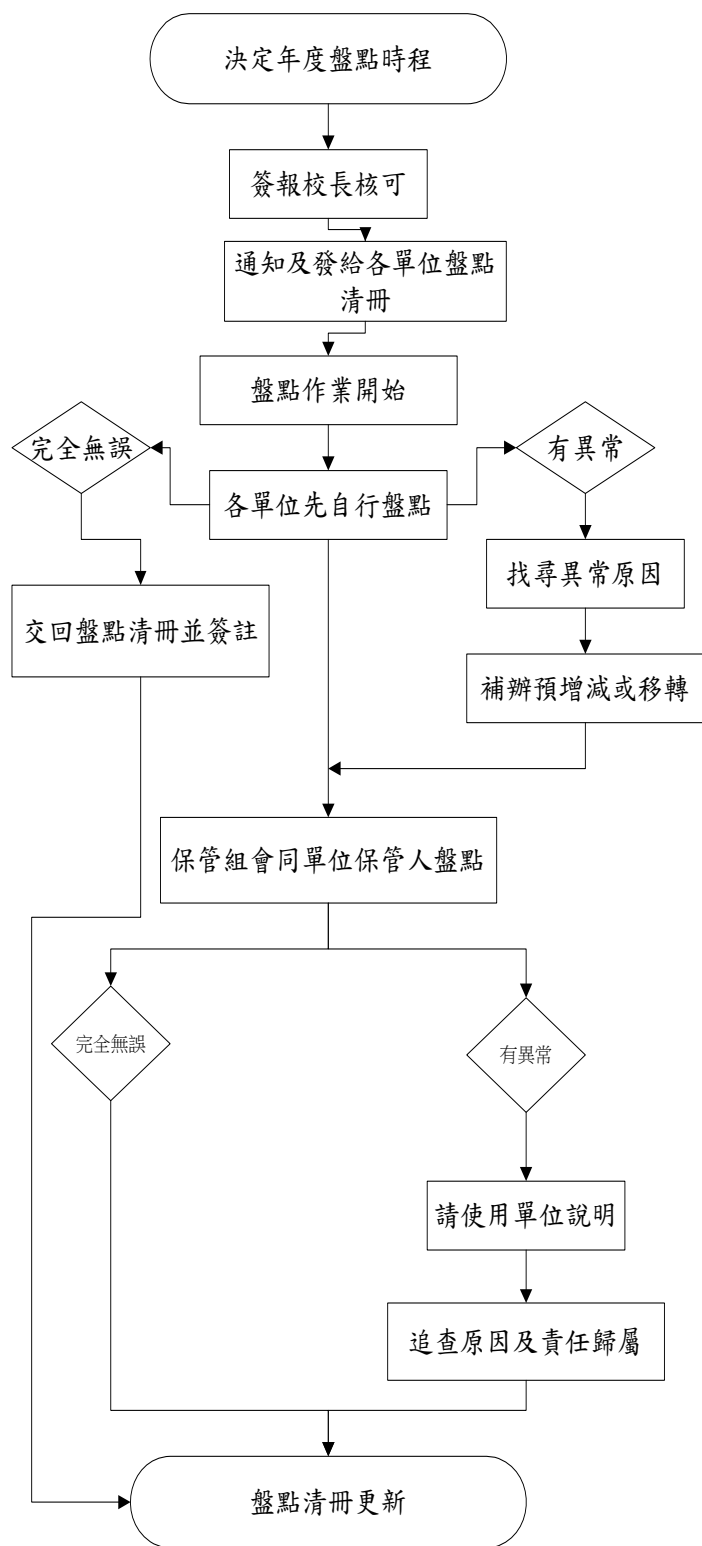 決定年度盤點時程
簽報校長核可
通知及發給各單位盤點
清冊
盤點作業開始
完全無誤
有異常
各單位先自行盤點
找尋異常原因
交回盤點清冊並簽註
補辦預增減或移轉
保管組會同單位保管人盤點
完全無誤
有異常
請使用單位說明
追查原因及責任歸屬
盤點清冊更新